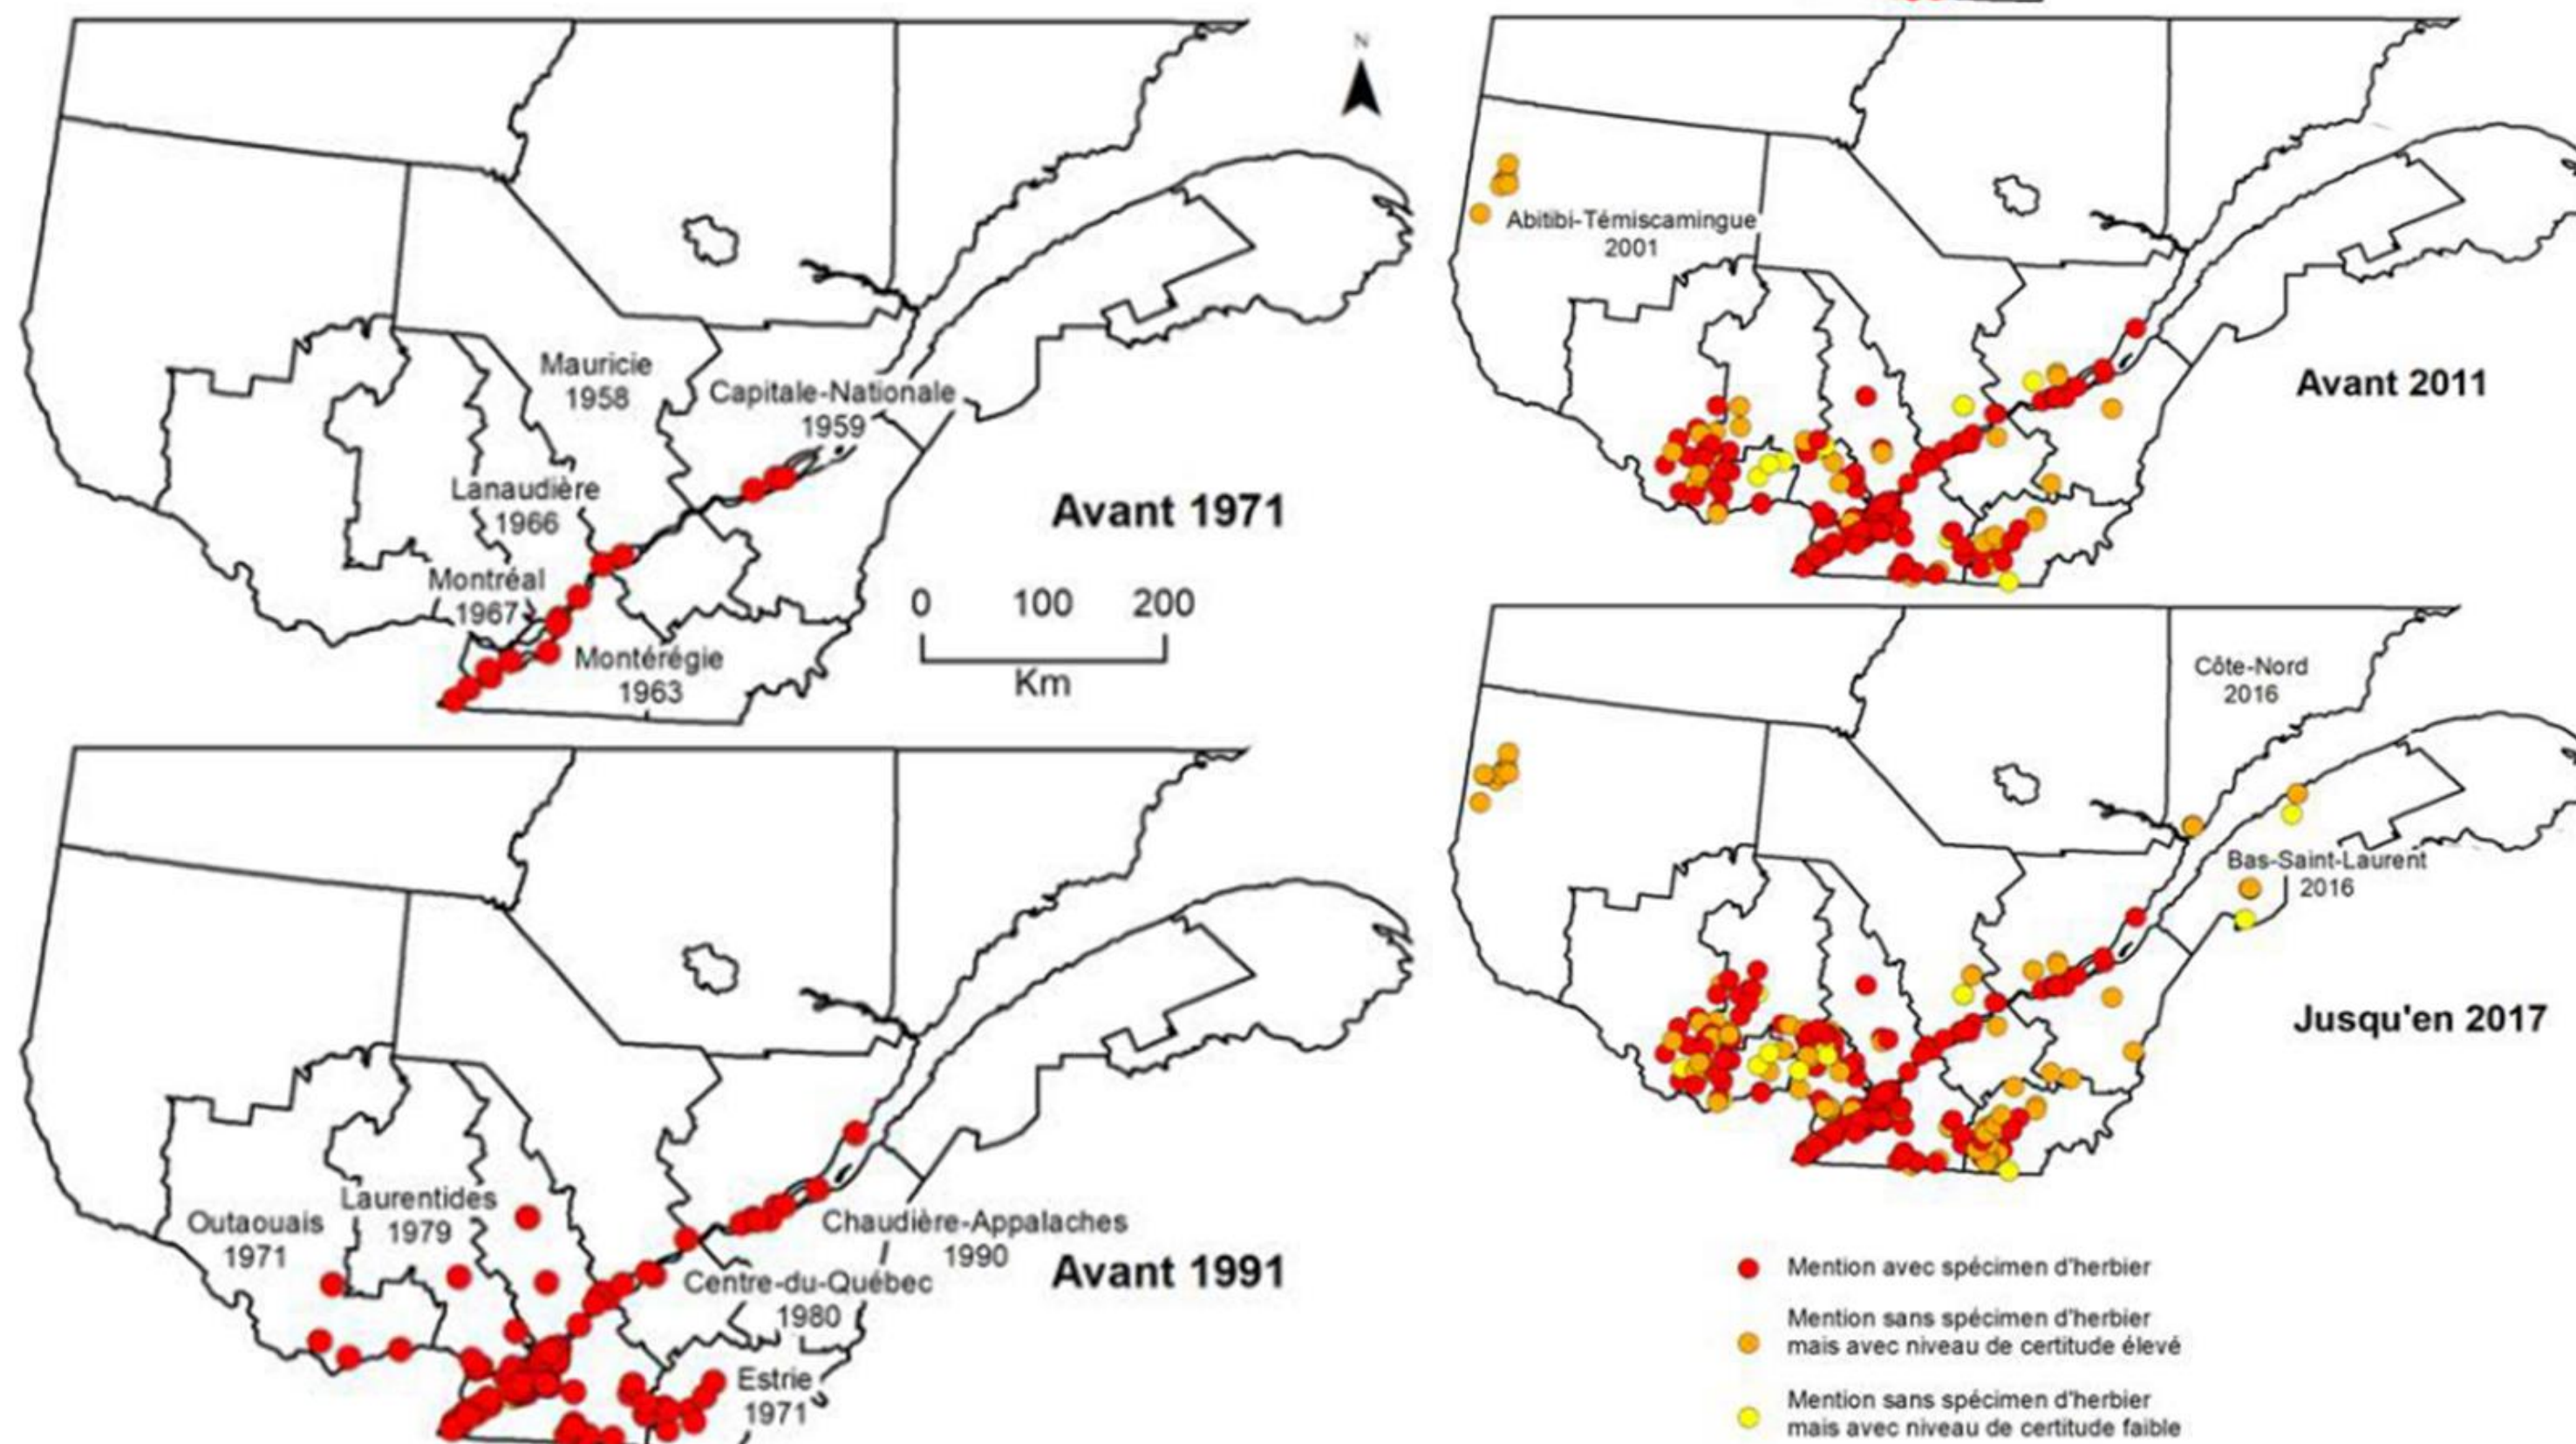 N
Mauricie
1958
Capitale-Nationale
1959
Lanaudière
1966
Montréal
1967
Montérégie
1963
Avant 1971
0 100 200
Km
Outaouais
1971
Laurentides
1979
Chaudière-Appalaches
1990
Centre-du-Québec
1980
Estrie
1971
Avant 1991
Abitibi-Témiscamingue
2001
Avant 2011
Côte-Nord
2016
Bas-Saint-Laurent
2016
Jusqu'en 2017
Mention avec spécimen d'herbier
Mention sans spécimen d'herbier
mais avec niveau de certitude élevé
Mention sans spécimen d'herbier
mais avec niveau de certitude faible